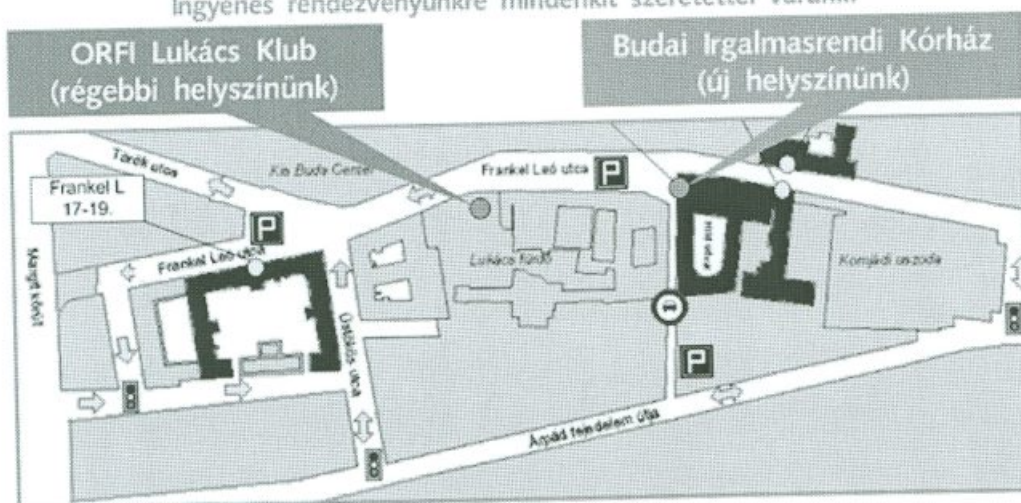 Ingyenes rendezvényünkre mindenkit szeretettel várunk
ORFI Lukács Klub
(régebbi helyszínünk)
Budai Irgalmasrendi Kórház
(új helyszínünk)
Török utca
Kis Buda Center
Frankel Leó utca
P
Frankel L
17-19.
P
Margit körút
Frankel Leó utca
Lukács fürdő
Komjádi uszoda
Üstökös utca
P
Árpád fejedelem útja